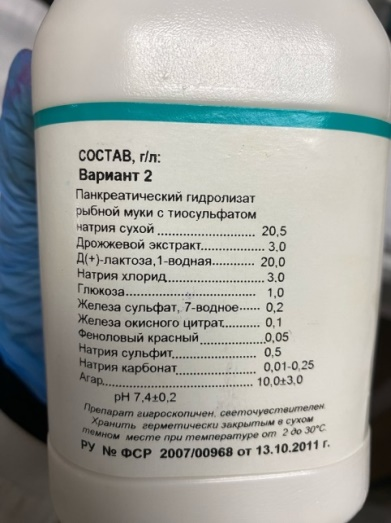 СОСТАВ, г/л:
Вариант 2
Панкреатический гидролизат
рыбной муки с тиосульфатом
натрия сухой ................... 20,5
Дрожжевой экстракт............... 3.0
Д(+)-лактоза,1-водная........ 20,0
Натрия хлорид.......................3.0
Глюкоза.................................. 1,0
Железа сульфат, 7-водное...... 0,2
Железа окисного цитрат.......... 0,1
Феноловый красный ............0,05
Натрия сульфит.................... 0,5
Натрия карбонат .............. 0,01-0,25
Агар.................................10,0±3,0
рН 7,4±0,2
Препарат гигроскопичен, светочувствителен.
Хранить герметически закрытым в сухом
темном месте при температуре от 2 до 30°С.
РУ № ФСР 2007/00968 от 13.10.2011 г.